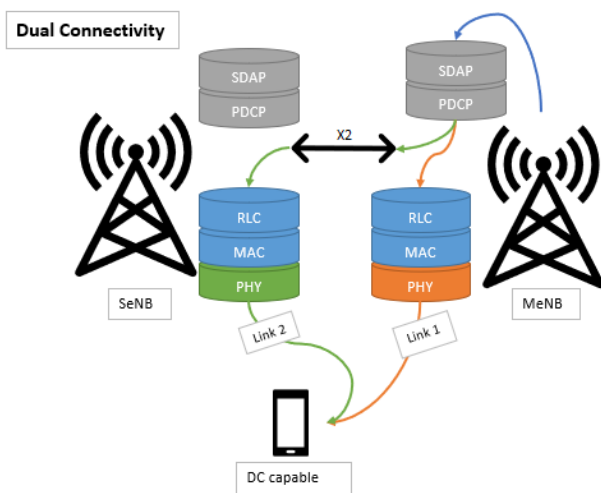 Dual Connectivity
SDAP
PDCP
SDAP
PDCP
X2
RLC
MAC
PHY
RLC
MAC
PHY
SeNB
MeNB
Link 2
Link 1
DC capable